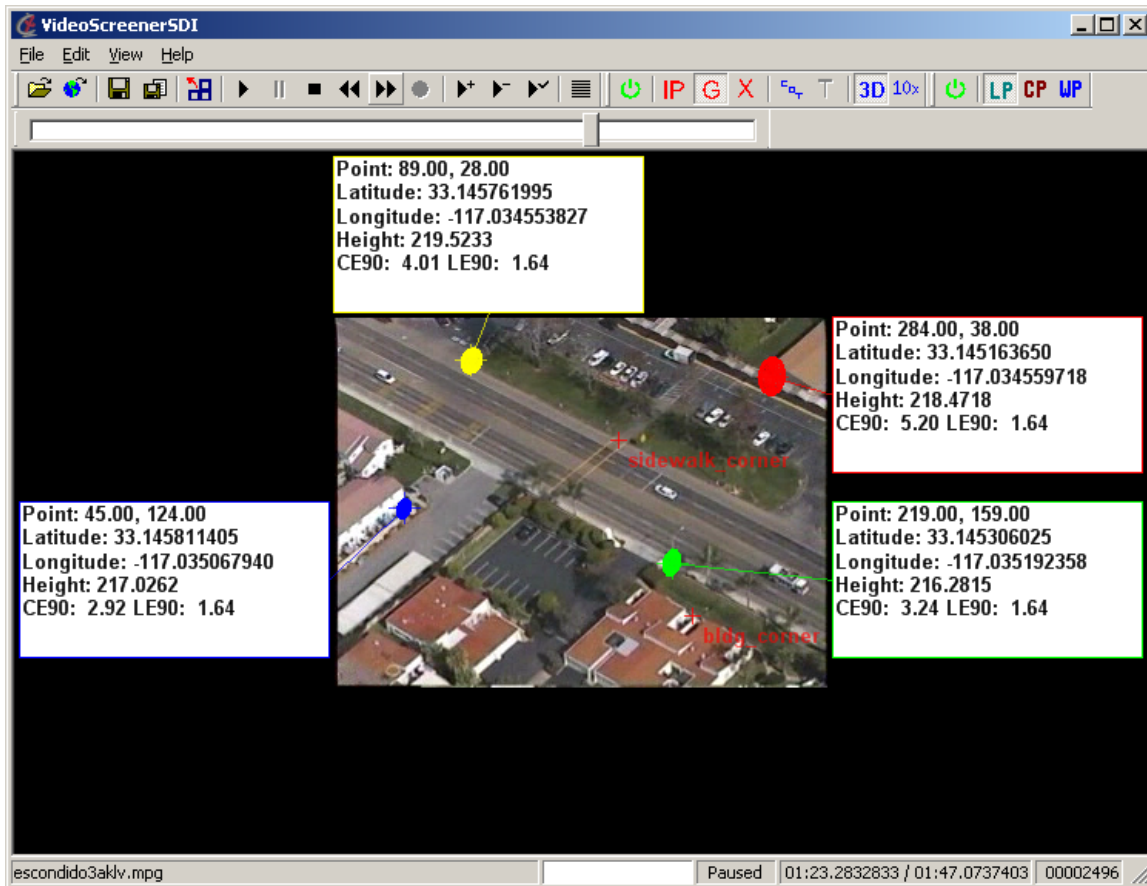 VideoScreenerSDI
File Edit View Help
IP G X C O T T 3D 10x LP CP WP
Point: 89.00, 28.00
Latitude: 33.145761995
Longitude: -117.034553827
Height: 219.5233
CE90: 4.01 LE90: 1.64
Point: 284.00, 38.00
Latitude: 33.145163650
Longitude: -117.034559718
Height: 218.4718
CE90: 5.20 LE90: 1.64
sidewalk_corner
Point: 45.00, 124.00
Latitude: 33.145811405
Longitude: -117.035067940
Height: 217.0262
CE90: 2.92 LE90: 1.64
Point: 219.00, 159.00
Latitude: 33.145306025
Longitude: -117.035192358
Height: 216.2815
CE90: 3.24 LE90: 1.64
bldg_corner
escondido3aklv.mpg Paused 01:23.2832833 / 01:47.0737403 00002496